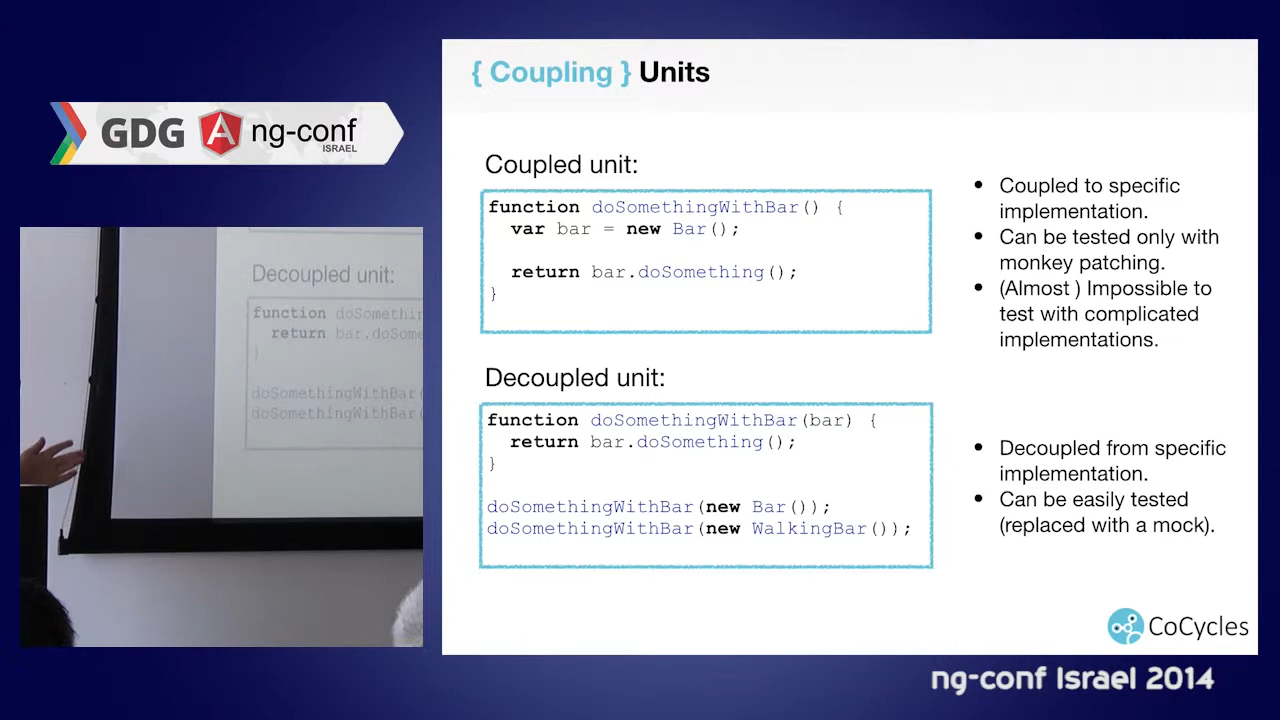 GDG ng-conf
ISRAEL
Decoupled unit:
function doSomethin
return bar.doSome
}
doSomethingWithBar(
doSomethingWithBar(
{ Coupling } Units
Coupled unit:
function doSomethingWithBar() {
var bar = new Bar();
return bar.doSomething();
}
• Coupled to specific
implementation.
• Can be tested only with
monkey patching.
• (Almost ) Impossible to
test with complicated
implementations.
Decoupled unit:
function doSomethingWithBar(bar) {
return bar.doSomething();
}
doSomethingWithBar(new Bar());
doSomethingWithBar(new WalkingBar());
• Decoupled from specific
implementation.
• Can be easily tested
(replaced with a mock).
CoCycles
ng-conf Israel 2014